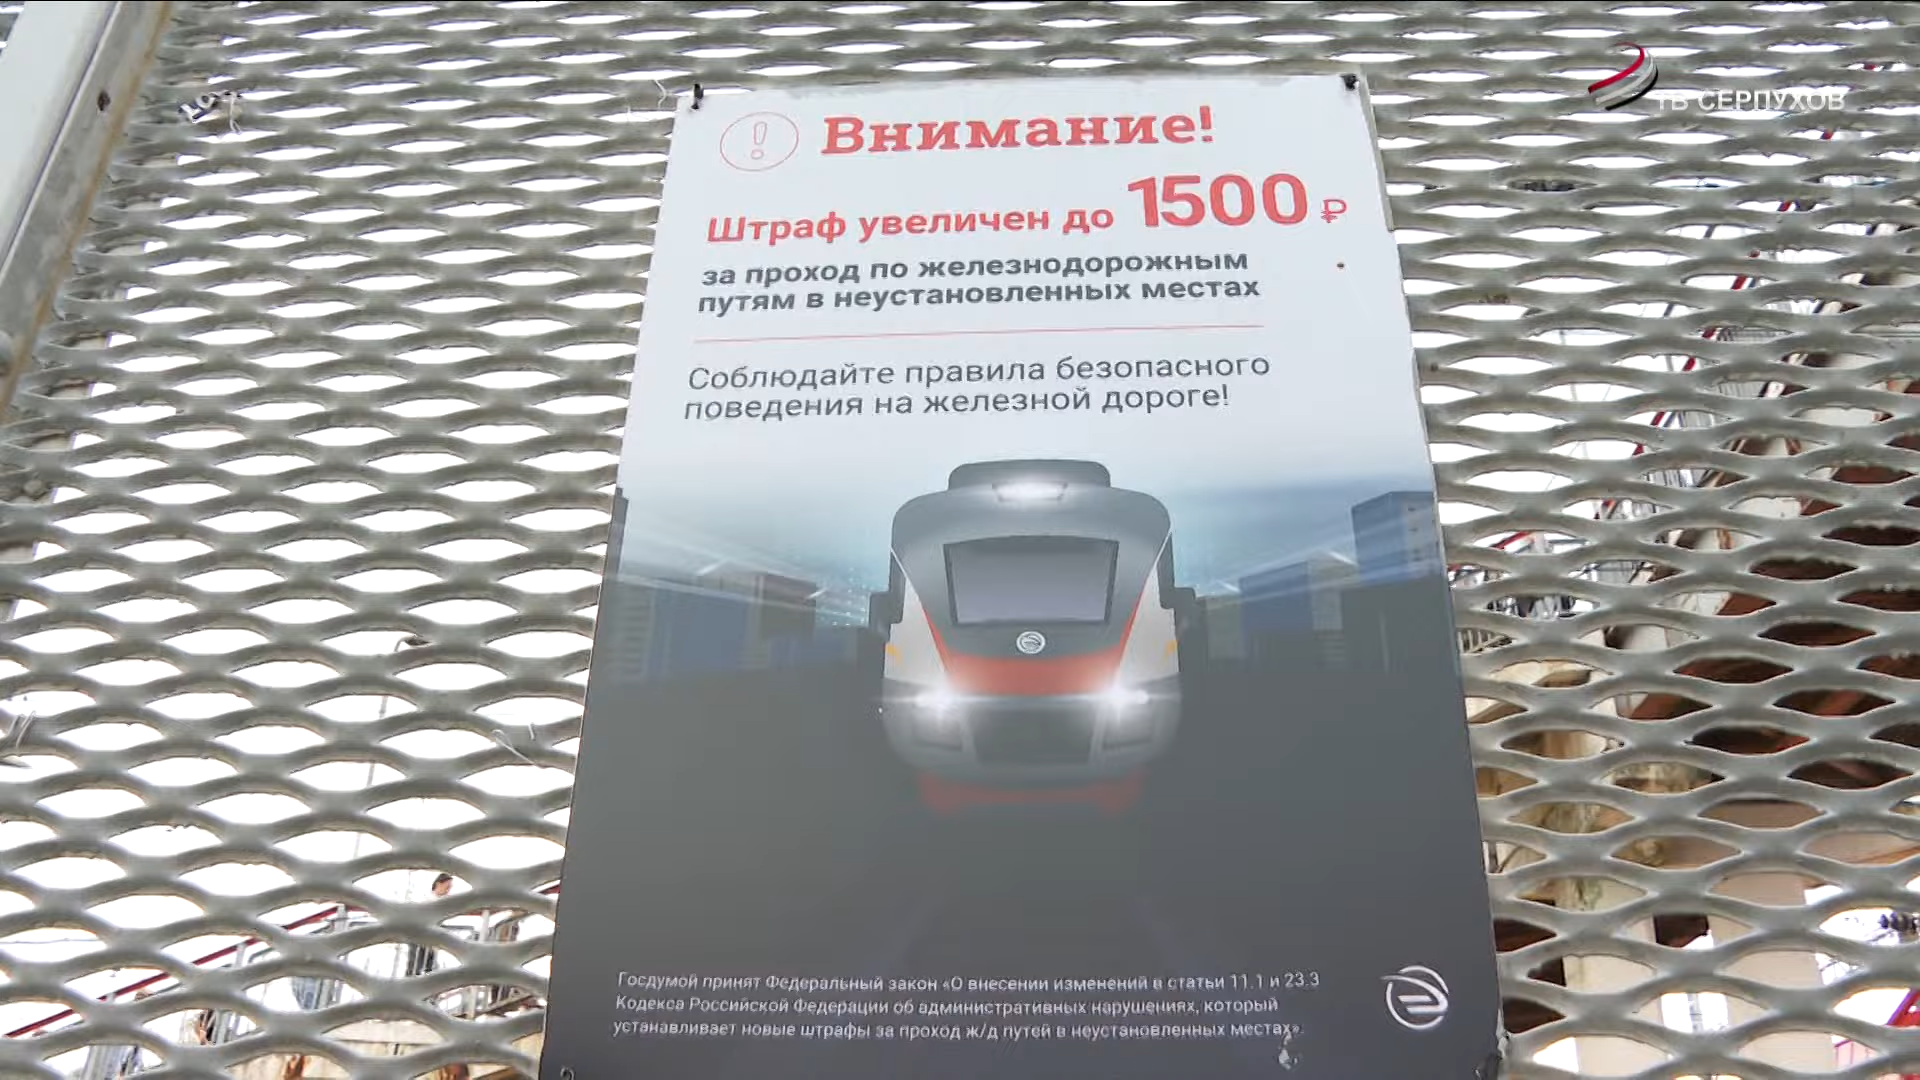 ТВ СЕРПУХОВ
Внимание!
Штраф увеличен до 1500 ₽
за проход по железнодорожным
путям в неустановленных местах
Соблюдайте правила безопасного
поведения на железной дороге!
Госдумой принят Федеральный закон «О внесении изменений в статьи 11.1 и 23.3
Кодекса Российской Федерации об административных нарушениях, который
устанавливает новые штрафы за проход ж/д путей в неустановленных местах».